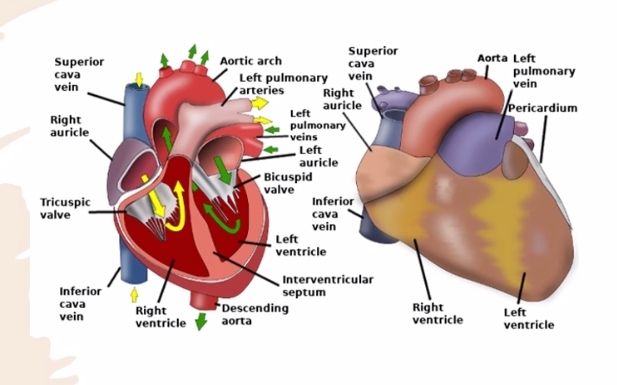 Superior
cava
vein
Right
auricle
Tricuspic
valve
Inferior
cava
vein
Right
ventricle
Aortic arch
Left pulmonary
arteries
Left
pulmonary
veins
Left
auricle
Bicuspid
valve
Left
ventricle
Interventricular
septum
Descending
aorta
Superior
cava
vein
Right
auricle
Inferior
cava
vein
Aorta
Left
pulmonary
vein
Pericardium
Right
ventricle
Left
ventricle